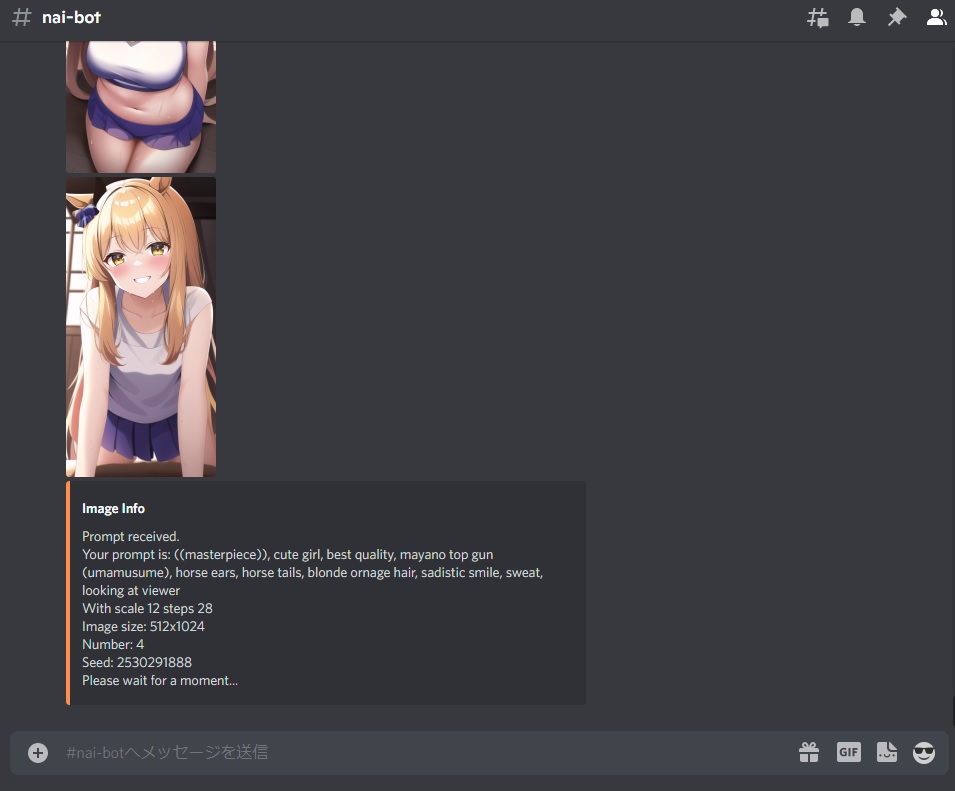 nai-bot
Image Info
Prompt received.
Your prompt is: ((masterpiece)), cute girl, best quality, mayano top gun
(umamusume), horse ears, horse tails, blonde ornage hair, sadistic smile, sweat,
looking at viewer
With scale 12 steps 28
Image size: 512x1024
Number: 4
Seed: 2530291888
Please wait for a moment...
#nai-botへメッセージを送信
GIF